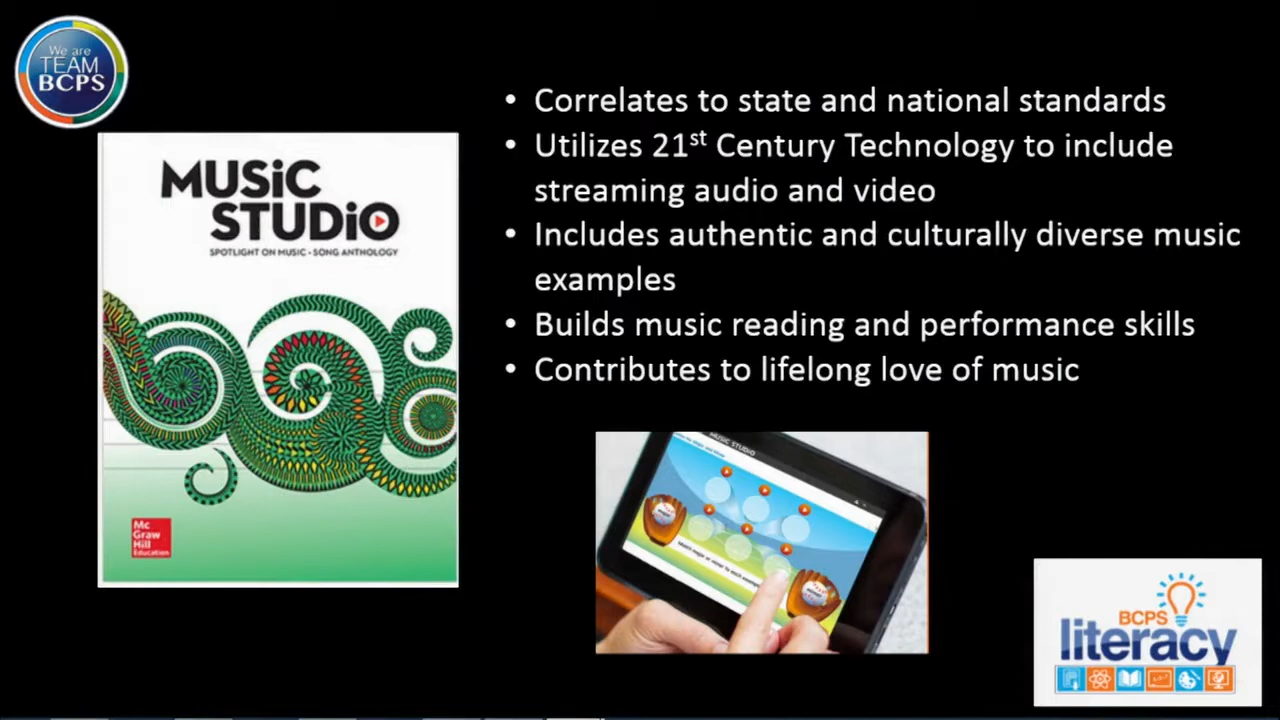 We are
TEAM
BCPS
• Correlates to state and national standards
• Utilizes 21st Century Technology to include
streaming audio and video
• Includes authentic and culturally diverse music
examples
• Builds music reading and performance skills
• Contributes to lifelong love of music
MUSiC
STUDiO
SPOTLIGHT ON MUSIC • SONG ANTHOLOGY
Mc
Graw
Hill
Education
MUSIC STUDIO
BCPS
literacy